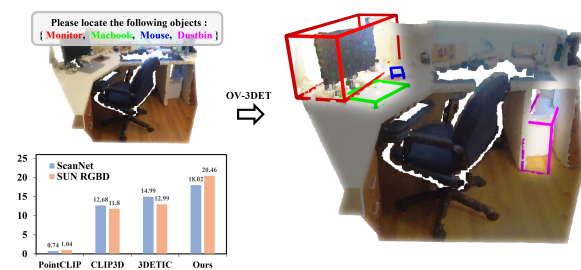 Please locate the following objects :
{ Monitor, Macbook, Mouse, Dustbin }
OV-3DET
25
20
15
10
5
0
ScanNet
SUN RGBD
0.74 1.04
12.68 11.8
14.99 12.99
18.02 20.46
PointCLIP CLIP3D 3DETIC Ours